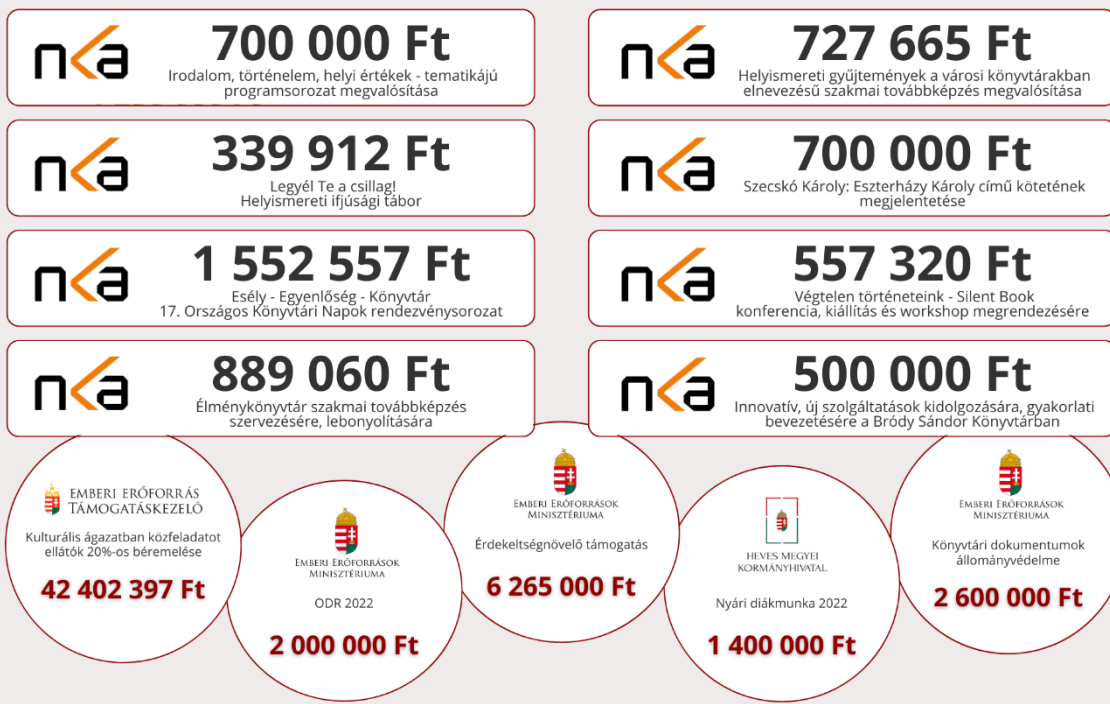 nka
700 000 Ft
Irodalom, történelem, helyi értékek - tematikájú
programsorozat megvalósítása
nka
727 665 Ft
Helyismereti gyűjtemények a városi könyvtárakban
elnevezésű szakmai továbbképzés megvalósítása
nka
339 912 Ft
Legyél Te a csillag!
Helyismereti ifjúsági tábor
nka
700 000 Ft
Szecskó Károly: Eszterházy Károly című kötetének
megjelentetése
nka
1 552 557 Ft
Esély - Egyenlőség - Könyvtár
17. Országos Könyvtári Napok rendezvénysorozat
nka
557 320 Ft
Végtelen történeteink - Silent Book
konferencia, kiállítás és workshop megrendezésére
nka
889 060 Ft
Élménykönyvtár szakmai továbbképzés
szervezésére, lebonyolítására
nka
500 000 Ft
Innovatív, új szolgáltatások kidolgozására, gyakorlati
bevezetésére a Bródy Sándor Könyvtárban
EMBERI ERŐFORRÁS
TÁMOGATÁSKEZELŐ
Kulturális ágazatban közfeladatot
ellátók 20%-os béremelése
42 402 397 Ft
EMBERI ERŐFORRÁSOK
MINISZTÉRIUMA
ODR 2022
2 000 000 Ft
EMBERI ERŐFORRÁSOK
MINISZTÉRIUMA
Érdekeltségnövelő támogatás
6 265 000 Ft
HEVES MEGYEI
KORMÁNYHIVATAL
Nyári diákmunka 2022
1 400 000 Ft
EMBERI ERŐFORRÁSOK
MINISZTÉRIUMA
Könyvtári dokumentumok
állományvédelme
2 600 000 Ft